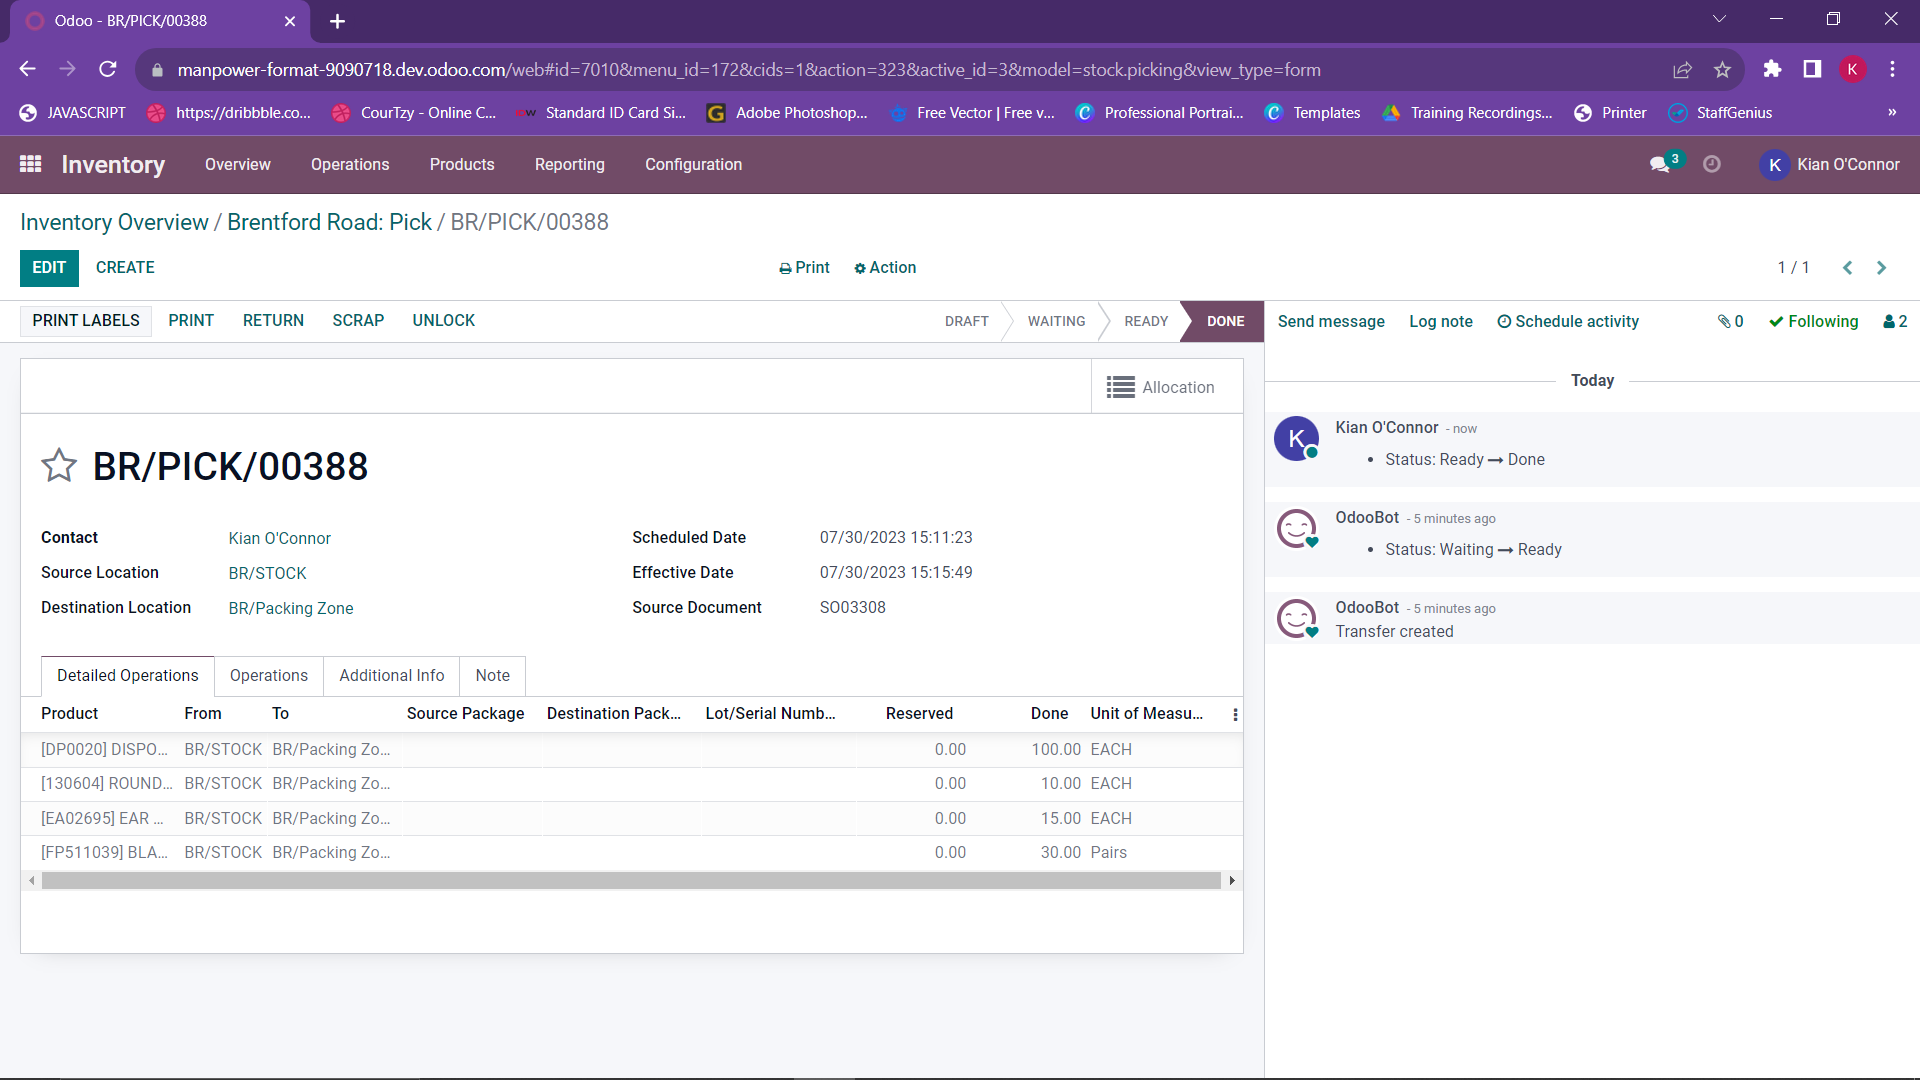 Odoo - BR/PICK/00388
manpower-format-9090718.dev.odoo.com/web#id=7010&menu_id=172&cids=1&action=323&active_id=3&model=stock.picking&view_type=form
K
JAVASCRIPT https://dribbble.co... CourTzy - Online C... Standard ID Card Si... Adobe Photoshop... Free Vector | Free v... Professional Portrai... Templates Training Recordings... Printer StaffGenius »
Inventory Overview Operations Products Reporting Configuration 3 K Kian O'Connor
Inventory Overview / Brentford Road: Pick / BR/PICK/00388
EDIT CREATE Print Action 1 / 1
PRINT LABELS PRINT RETURN SCRAP UNLOCK DRAFT WAITING READY DONE
Send message Log note Schedule activity 0 Following 2
Allocation
BR/PICK/00388
Contact Kian O'Connor Scheduled Date 07/30/2023 15:11:23
Source Location BR/STOCK Effective Date 07/30/2023 15:15:49
Destination Location BR/Packing Zone Source Document SO03308
Detailed Operations Operations Additional Info Note
Product From To Source Package Destination Pack... Lot/Serial Numb... Reserved Done Unit of Measu...
[DP0020] DISPO... BR/STOCK BR/Packing Zo... 0.00 100.00 EACH
[130604] ROUND... BR/STOCK BR/Packing Zo... 0.00 10.00 EACH
[EA02695] EAR ... BR/STOCK BR/Packing Zo... 0.00 15.00 EACH
[FP511039] BLA... BR/STOCK BR/Packing Zo... 0.00 30.00 Pairs
Today
K Kian O'Connor - now
• Status: Ready → Done
OdooBot - 5 minutes ago
• Status: Waiting → Ready
OdooBot - 5 minutes ago
Transfer created